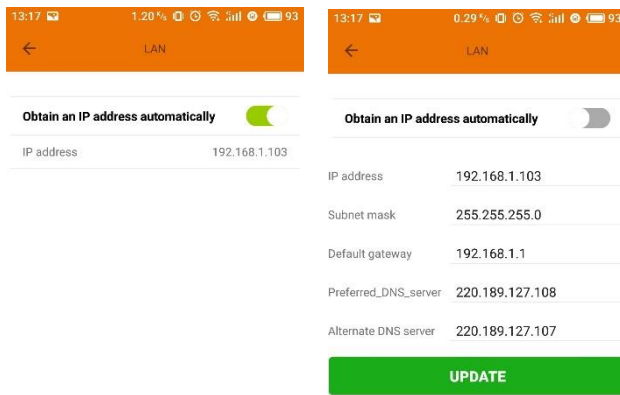 13:17 1.20 K/s 93
LAN
Obtain an IP address automatically
IP address 192.168.1.103
13:17 0.29 K/s 93
LAN
Obtain an IP address automatically
IP address 192.168.1.103
Subnet mask 255.255.255.0
Default gateway 192.168.1.1
Preferred_DNS_server 220.189.127.108
Alternate DNS server 220.189.127.107
UPDATE